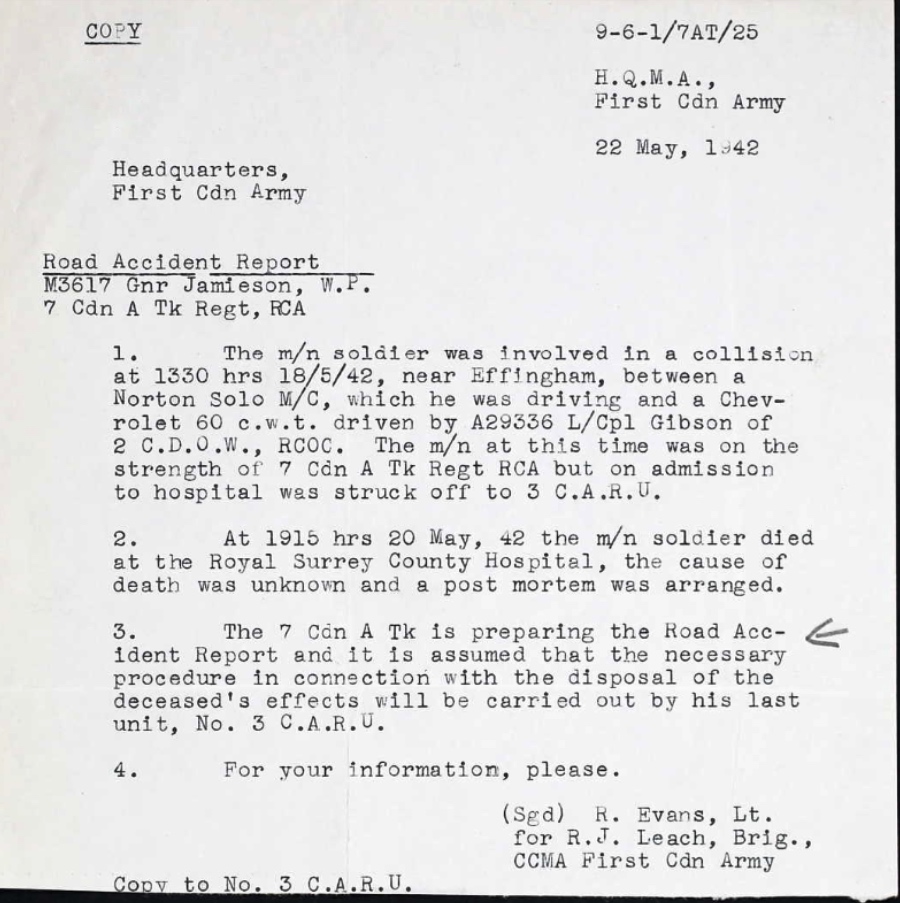 COPY
9-6-1/7AT/25
H.Q.M.A.,
First Cdn Army
22 May, 1942
Headquarters,
First Cdn Army
Road Accident Report
M3617 Gnr Jamieson, W.P.
7 Cdn A Tk Regt, RCA
1. The m/n soldier was involved in a collision
at 1330 hrs 18/5/42, near Effingham, between a
Norton Solo M/C, which he was driving and a Chev-
rolet 60 c.w.t. driven by A29336 L/Cpl Gibson of
2 C.D.O.W., RCOC. The m/n at this time was on the
strength of 7 Cdn A Tk Regt RCA but on admission
to hospital was struck off to 3 C.A.R.U.
2. At 1915 hrs 20 May, 42 the m/n soldier died
at the Royal Surrey County Hospital, the cause of
death was unknown and a post mortem was arranged.
3. The 7 Cdn A Tk is preparing the Road Acc-
ident Report and it is assumed that the necessary
procedure in connection with the disposal of the
deceased's effects will be carried out by his last
unit, No. 3 C.A.R.U.
4. For your information, please.
(Sgd) R. Evans, Lt.
for R.J. Leach, Brig.,
CCMA First Cdn Army
Copy to No. 3 C.A.R.U.